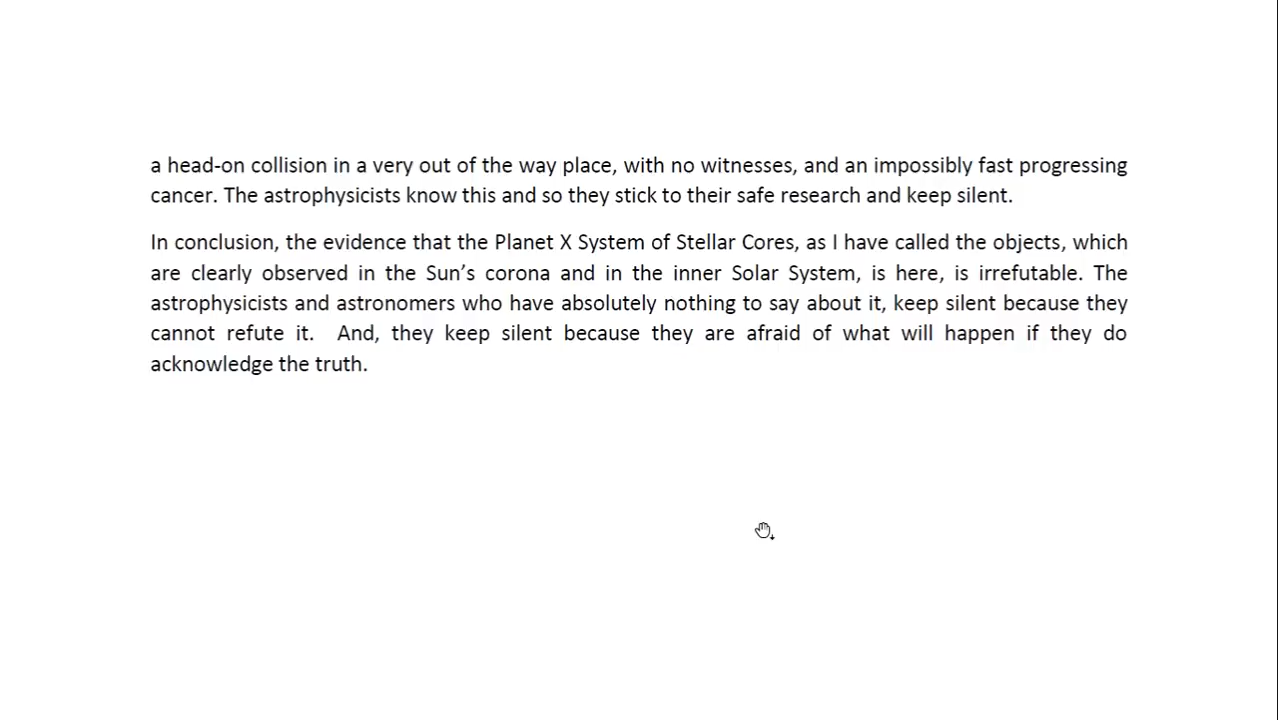 a head-on collision in a very out of the way place, with no witnesses, and an impossibly fast progressing
cancer. The astrophysicists know this and so they stick to their safe research and keep silent.
In conclusion, the evidence that the Planet X System of Stellar Cores, as I have called the objects, which
are clearly observed in the Sun’s corona and in the inner Solar System, is here, is irrefutable. The
astrophysicists and astronomers who have absolutely nothing to say about it, keep silent because they
cannot refute it.  And, they keep silent because they are afraid of what will happen if they do
acknowledge the truth.